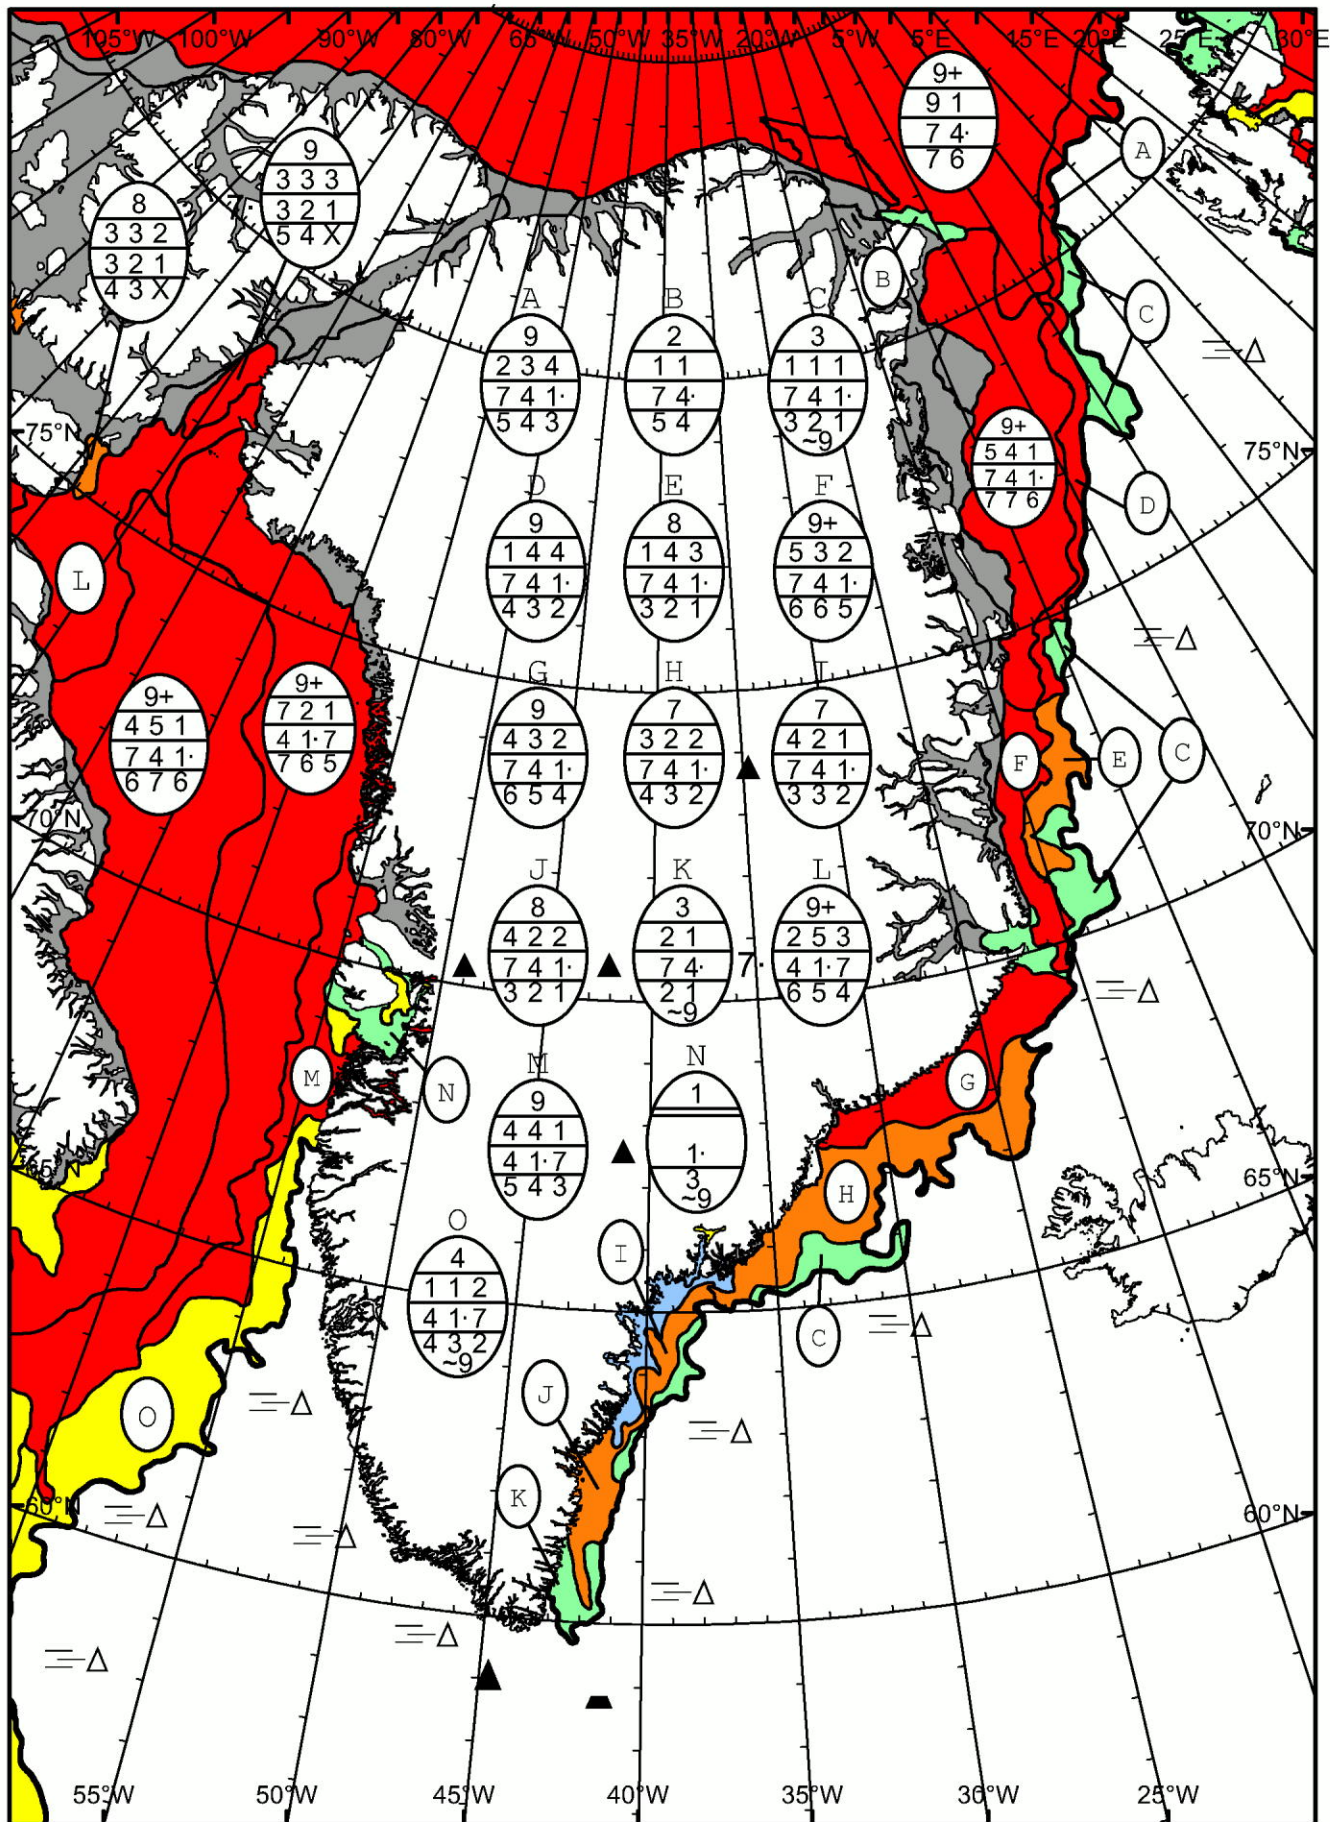 105°W 100°W 90°W 80°W 65°W 50°W 35°W 20°W 5°W 5°E 15°E 20°E 25°E 30°E
9+
9 1
7 4·
7 6
A
9
3 3 3
3 2 1
5 4 X
7·
8
3 3 2
3 2 1
4 3 X
B
C
A B C
9
2 3 4
7 4 1·
5 4 3
2
1 1
7 4·
5 4
3
1 1 1
7 4 1·
3 2 1
~9
75°N
75°N
9+
5 4 1
7 4 1·
7 7 6
D
D E F
9
1 4 4
7 4 1·
4 3 2
8
1 4 3
7 4 1·
3 2 1
9+
5 3 2
7 4 1·
6 6 5
L
G H I
9+
4 5 1
7 4 1·
6 7 6
9+
7 2 1
4 1·7
7 6 5
9
4 3 2
7 4 1·
6 5 4
7
3 2 2
7 4 1·
4 3 2
7
4 2 1
7 4 1·
3 3 2
F
E
C
70°N
70°N
J K L
8
4 2 2
7 4 1·
3 2 1
3
2 1
7 4·
2 1
~9
7·
9+
2 5 3
4 1·7
6 5 4
M
N
G
M N
9
4 4 1
4 1·7
5 4 3
1
1·
3
~9
65°N
65°N
H
O
4
1 1 2
4 1·7
4 3 2
~9
I
C
J
O
K
60°N
60°N
55°W 50°W 45°W 40°W 35°W 30°W 25°W